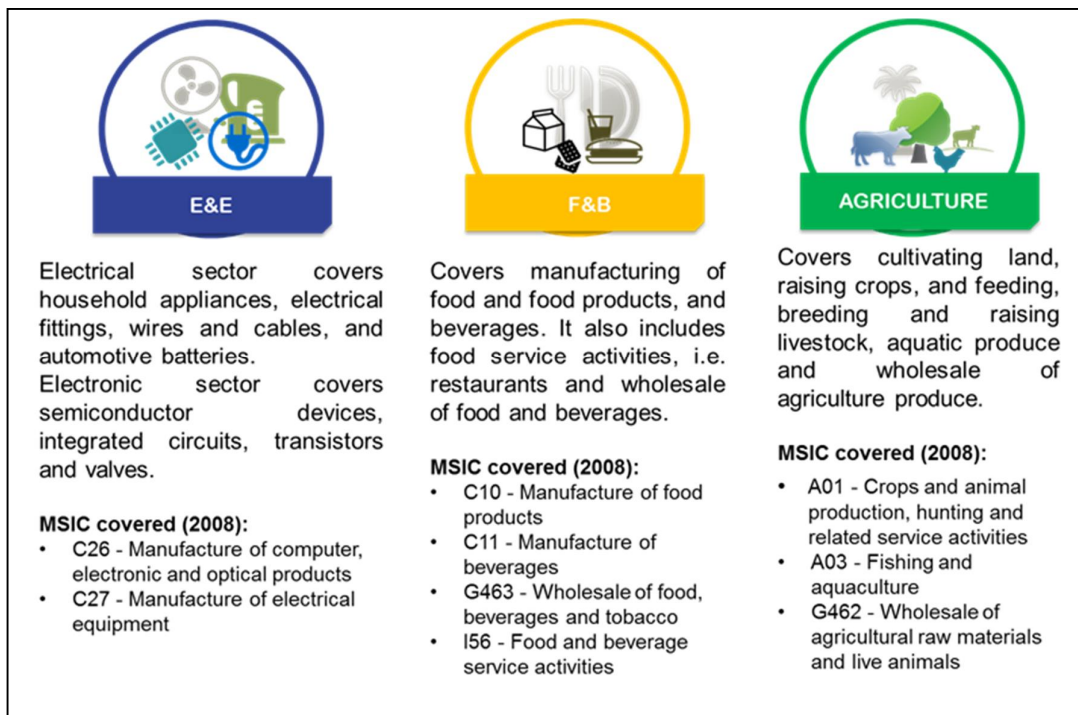 E&E
Electrical sector covers
household appliances, electrical
fittings, wires and cables, and
automotive batteries.
Electronic sector covers
semiconductor devices,
integrated circuits, transistors
and valves.
MSIC covered (2008):
• C26 - Manufacture of computer,
electronic and optical products
• C27 - Manufacture of electrical
equipment
F&B
Covers manufacturing of
food and food products, and
beverages. It also includes
food service activities, i.e.
restaurants and wholesale
of food and beverages.
MSIC covered (2008):
• C10 - Manufacture of food
products
• C11 - Manufacture of
beverages
• G463 - Wholesale of food,
beverages and tobacco
• I56 - Food and beverage
service activities
AGRICULTURE
Covers cultivating land,
raising crops, and feeding,
breeding and raising
livestock, aquatic produce
and wholesale of
agriculture produce.
MSIC covered (2008):
• A01 - Crops and animal
production, hunting and
related service activities
• A03 - Fishing and
aquaculture
• G462 - Wholesale of
agricultural raw materials
and live animals